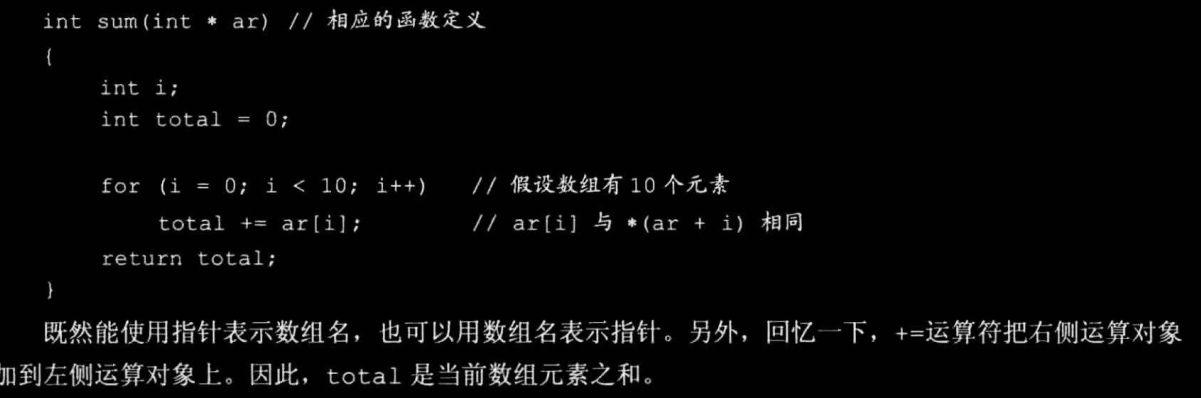 int sum(int * ar) // 相应的函数定义
{
    int i;
    int total = 0;

    for (i = 0; i < 10; i++)   // 假设数组有 10 个元素
        total += ar[i];        // ar[i] 与 *(ar + i) 相同
    return total;
}
既然能使用指针表示数组名，也可以用数组名表示指针。另外，回忆一下，+=运算符把右侧运算对象
加到左侧运算对象上。因此，total 是当前数组元素之和。